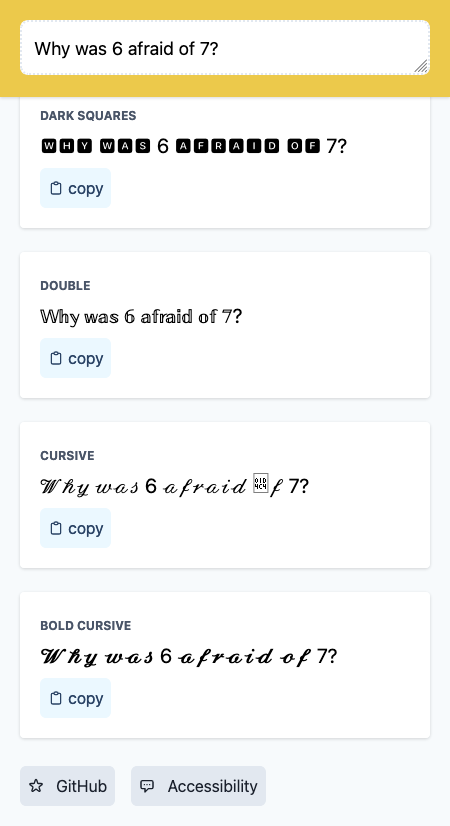 Why was 6 afraid of 7?
DARK SQUARES
🆆🅷🆈 🆆🅰🆂 6 🅰🅵🆁🅰🅸🅳 🅾🅵 7?
copy
DOUBLE
𝕎𝕙𝕪 𝕨𝕒𝕤 𝟞 𝕒𝕗𝕣𝕒𝕚𝕕 𝕠𝕗 𝟟?
copy
CURSIVE
𝒲𝒽𝓎 𝓌𝒶𝓈 6 𝒶𝒻𝓇𝒶𝒾𝒹 𝒻 7?
copy
BOLD CURSIVE
𝓦𝓱𝔂 𝔀𝓪𝓼 6 𝓪𝓯𝓻𝓪𝓲𝓭 𝓸𝓯 7?
copy
GitHub
Accessibility